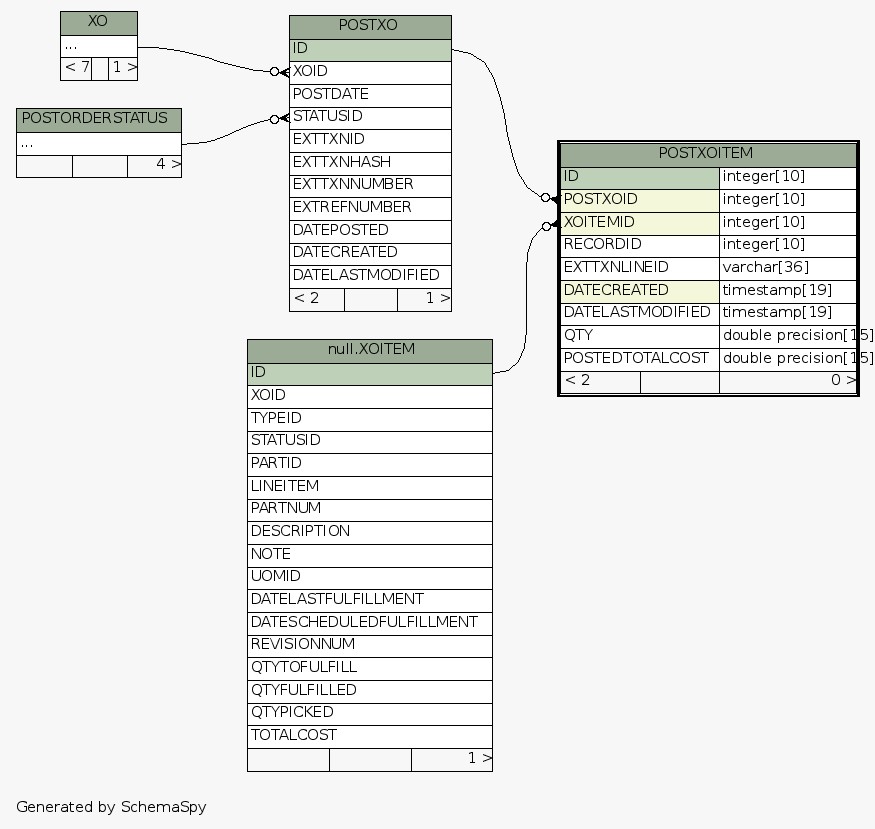 XO
...
< 7 1 >
POSTORDERSTATUS
...
4 >
POSTXO
ID
XOID
POSTDATE
STATUSID
EXTTXNID
EXTTXNHASH
EXTTXNNUMBER
EXTREFNUMBER
DATEPOSTED
DATECREATED
DATELASTMODIFIED
< 2 1 >
POSTXOITEM
ID integer[10]
POSTXOID integer[10]
XOITEMID integer[10]
RECORDID integer[10]
EXTTXNLINEID varchar[36]
DATECREATED timestamp[19]
DATELASTMODIFIED timestamp[19]
QTY double precision[15]
POSTEDTOTALCOST double precision[15]
< 2 0 >
null.XOITEM
ID
XOID
TYPEID
STATUSID
PARTID
LINEITEM
PARTNUM
DESCRIPTION
NOTE
UOMID
DATELASTFULFILLMENT
DATESCHEDULEDFULFILLMENT
REVISIONNUM
QTYTOFULFILL
QTYFULFILLED
QTYPICKED
TOTALCOST
1 >
Generated by SchemaSpy